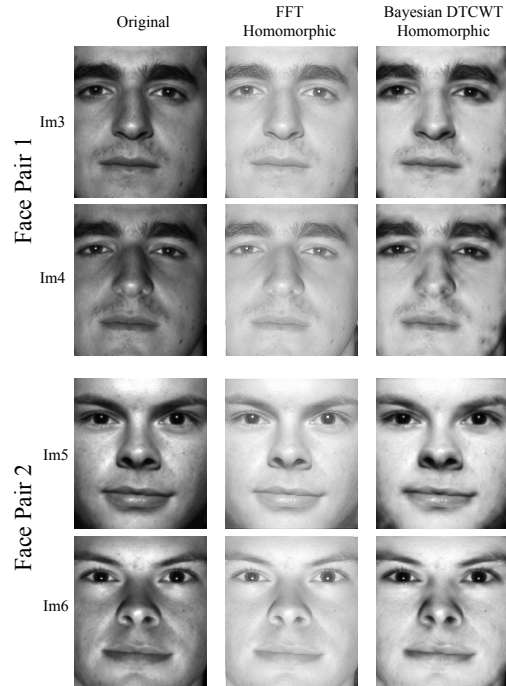 Original
FFT
Homomorphic
Bayesian DTCWT
Homomorphic
Face Pair 1
Im3
Im4
Face Pair 2
Im5
Im6